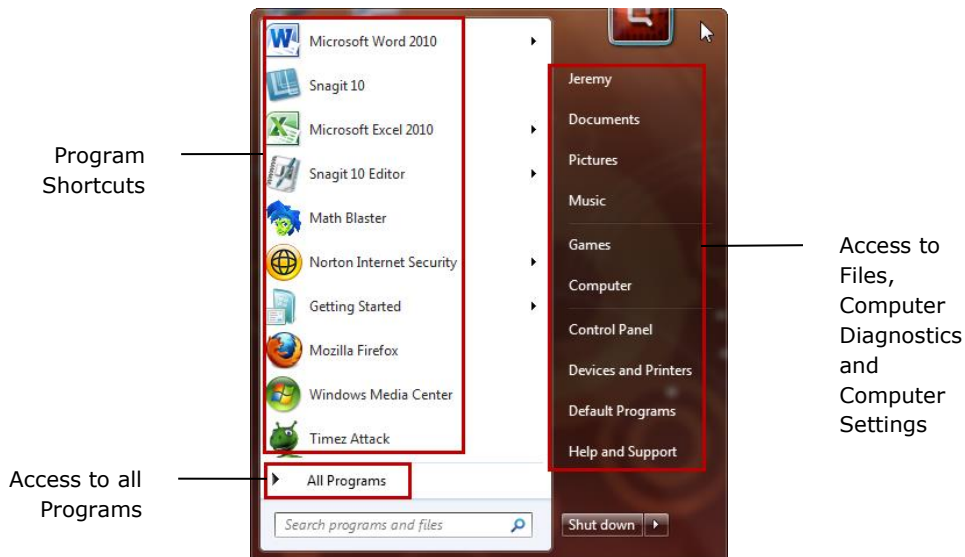 Program
Shortcuts
Access to all
Programs
Microsoft Word 2010
Snagit 10
Microsoft Excel 2010
Snagit 10 Editor
Math Blaster
Norton Internet Security
Getting Started
Mozilla Firefox
Windows Media Center
Timez Attack
All Programs
Search programs and files
Jeremy
Documents
Pictures
Music
Games
Computer
Control Panel
Devices and Printers
Default Programs
Help and Support
Shut down
Access to
Files,
Computer
Diagnostics
and
Computer
Settings